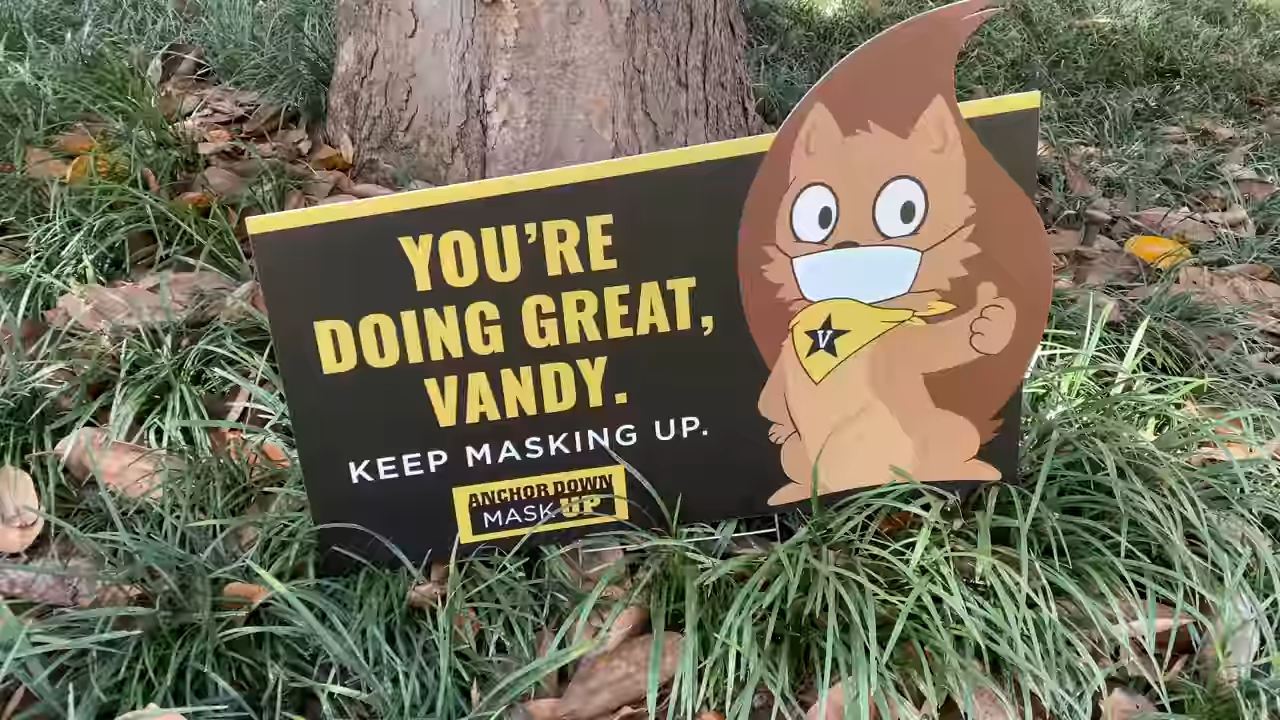 YOU'RE
DOING GREAT,
VANDY.
KEEP MASKING UP.
ANCHOR DOWN
MASK UP
V